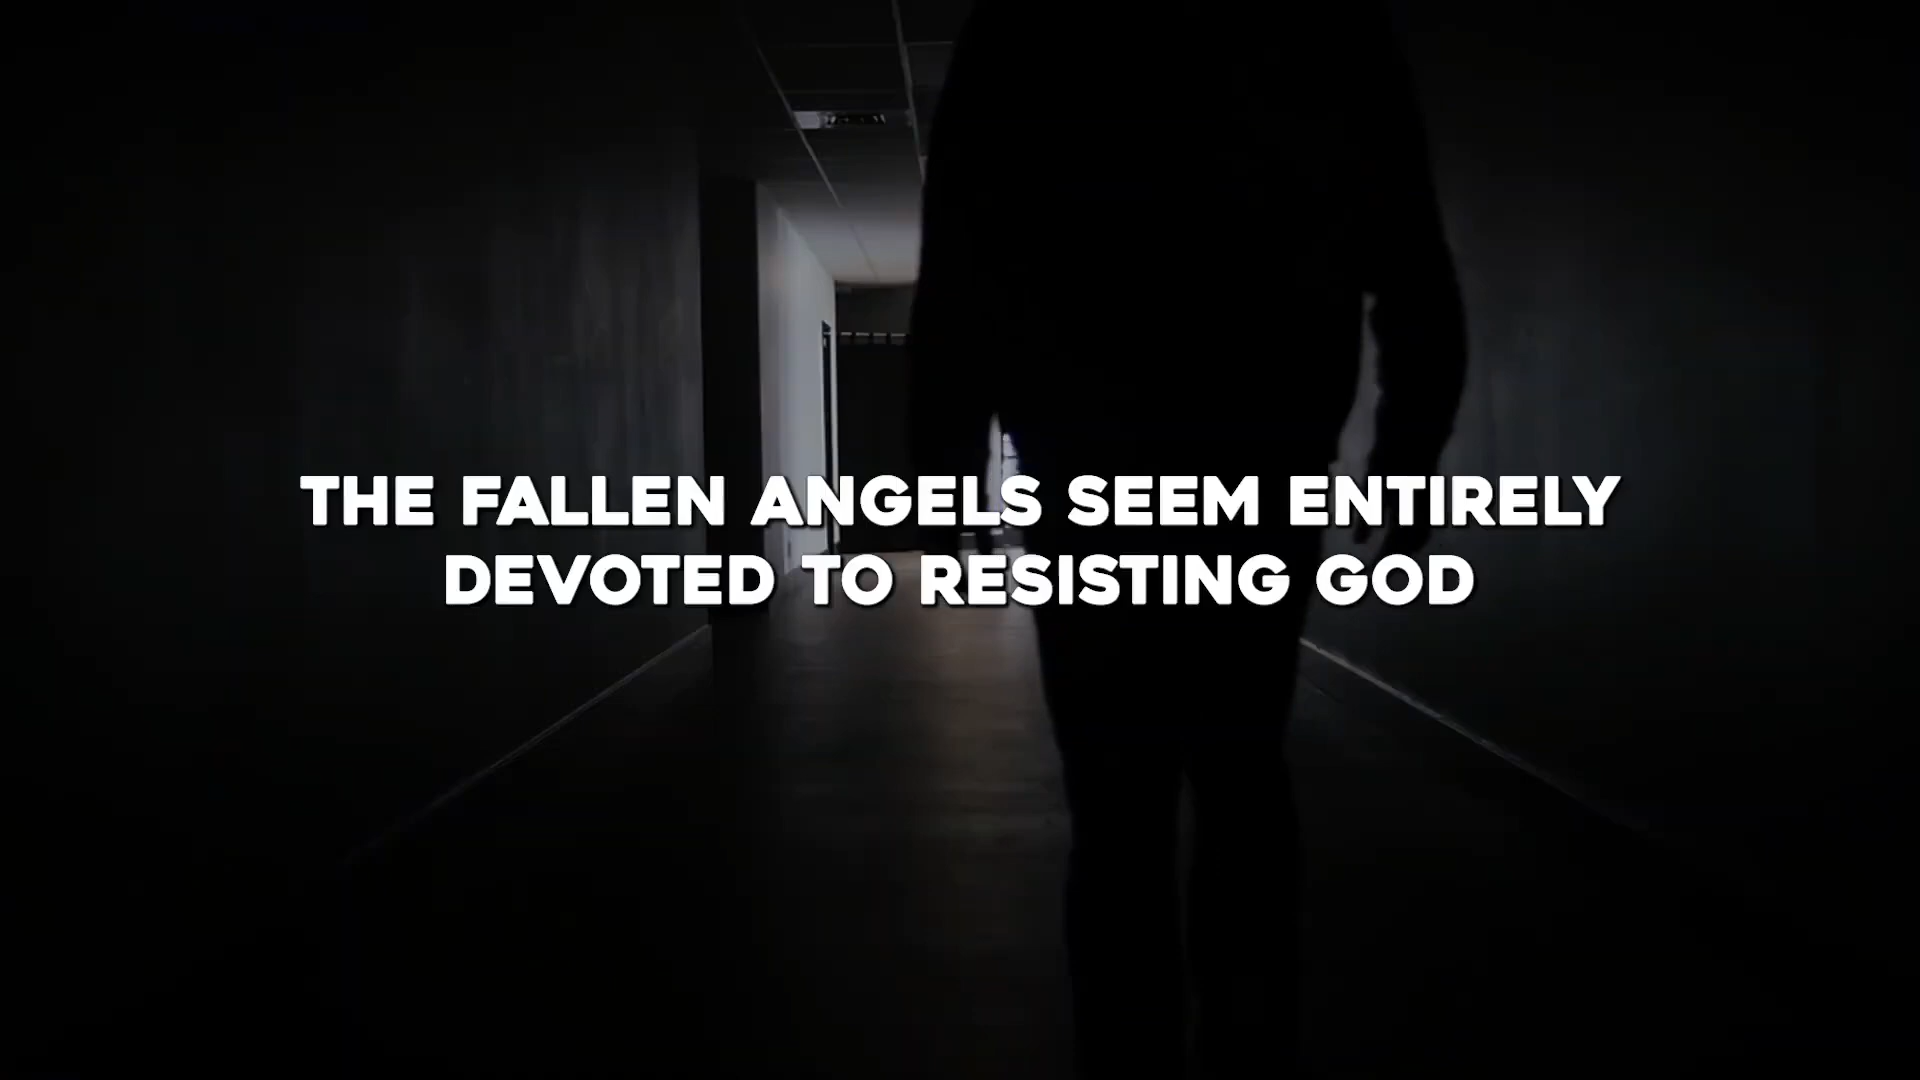 THE FALLEN ANGELS SEEM ENTIRELY
DEVOTED TO RESISTING GOD